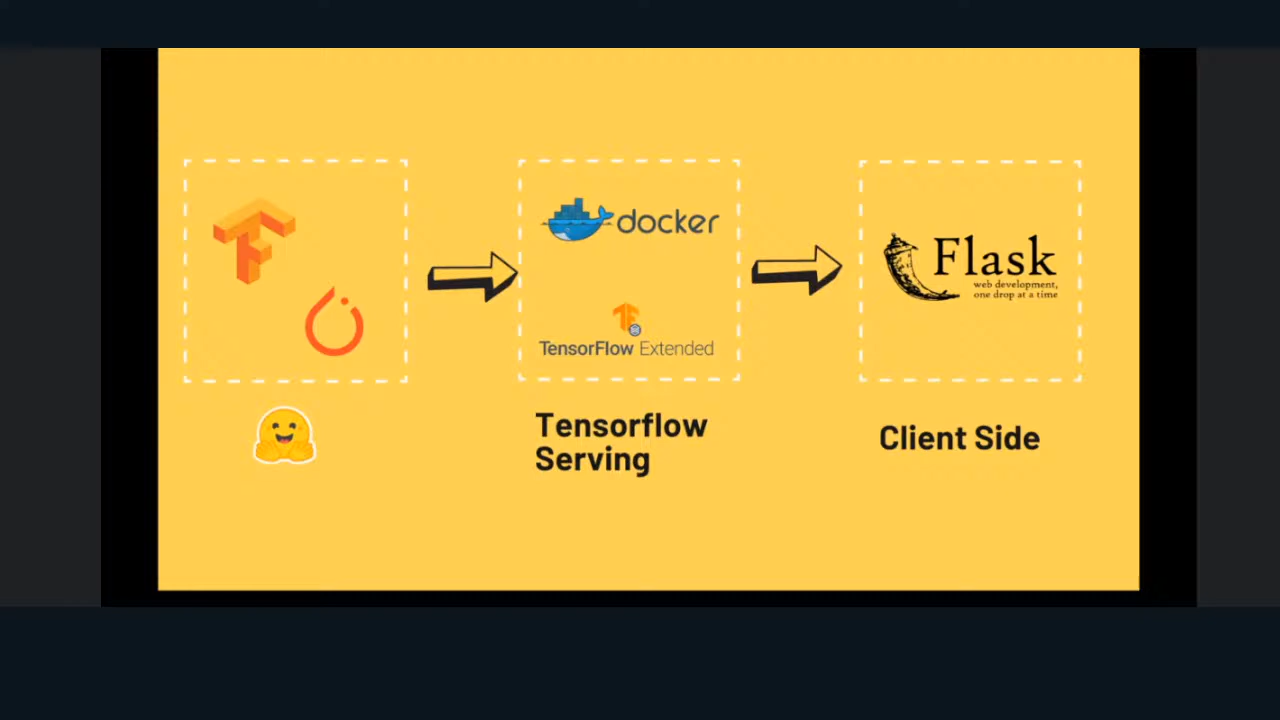 docker
TensorFlow Extended
Flask
web development,
one drop at a time
Tensorflow
Serving
Client Side